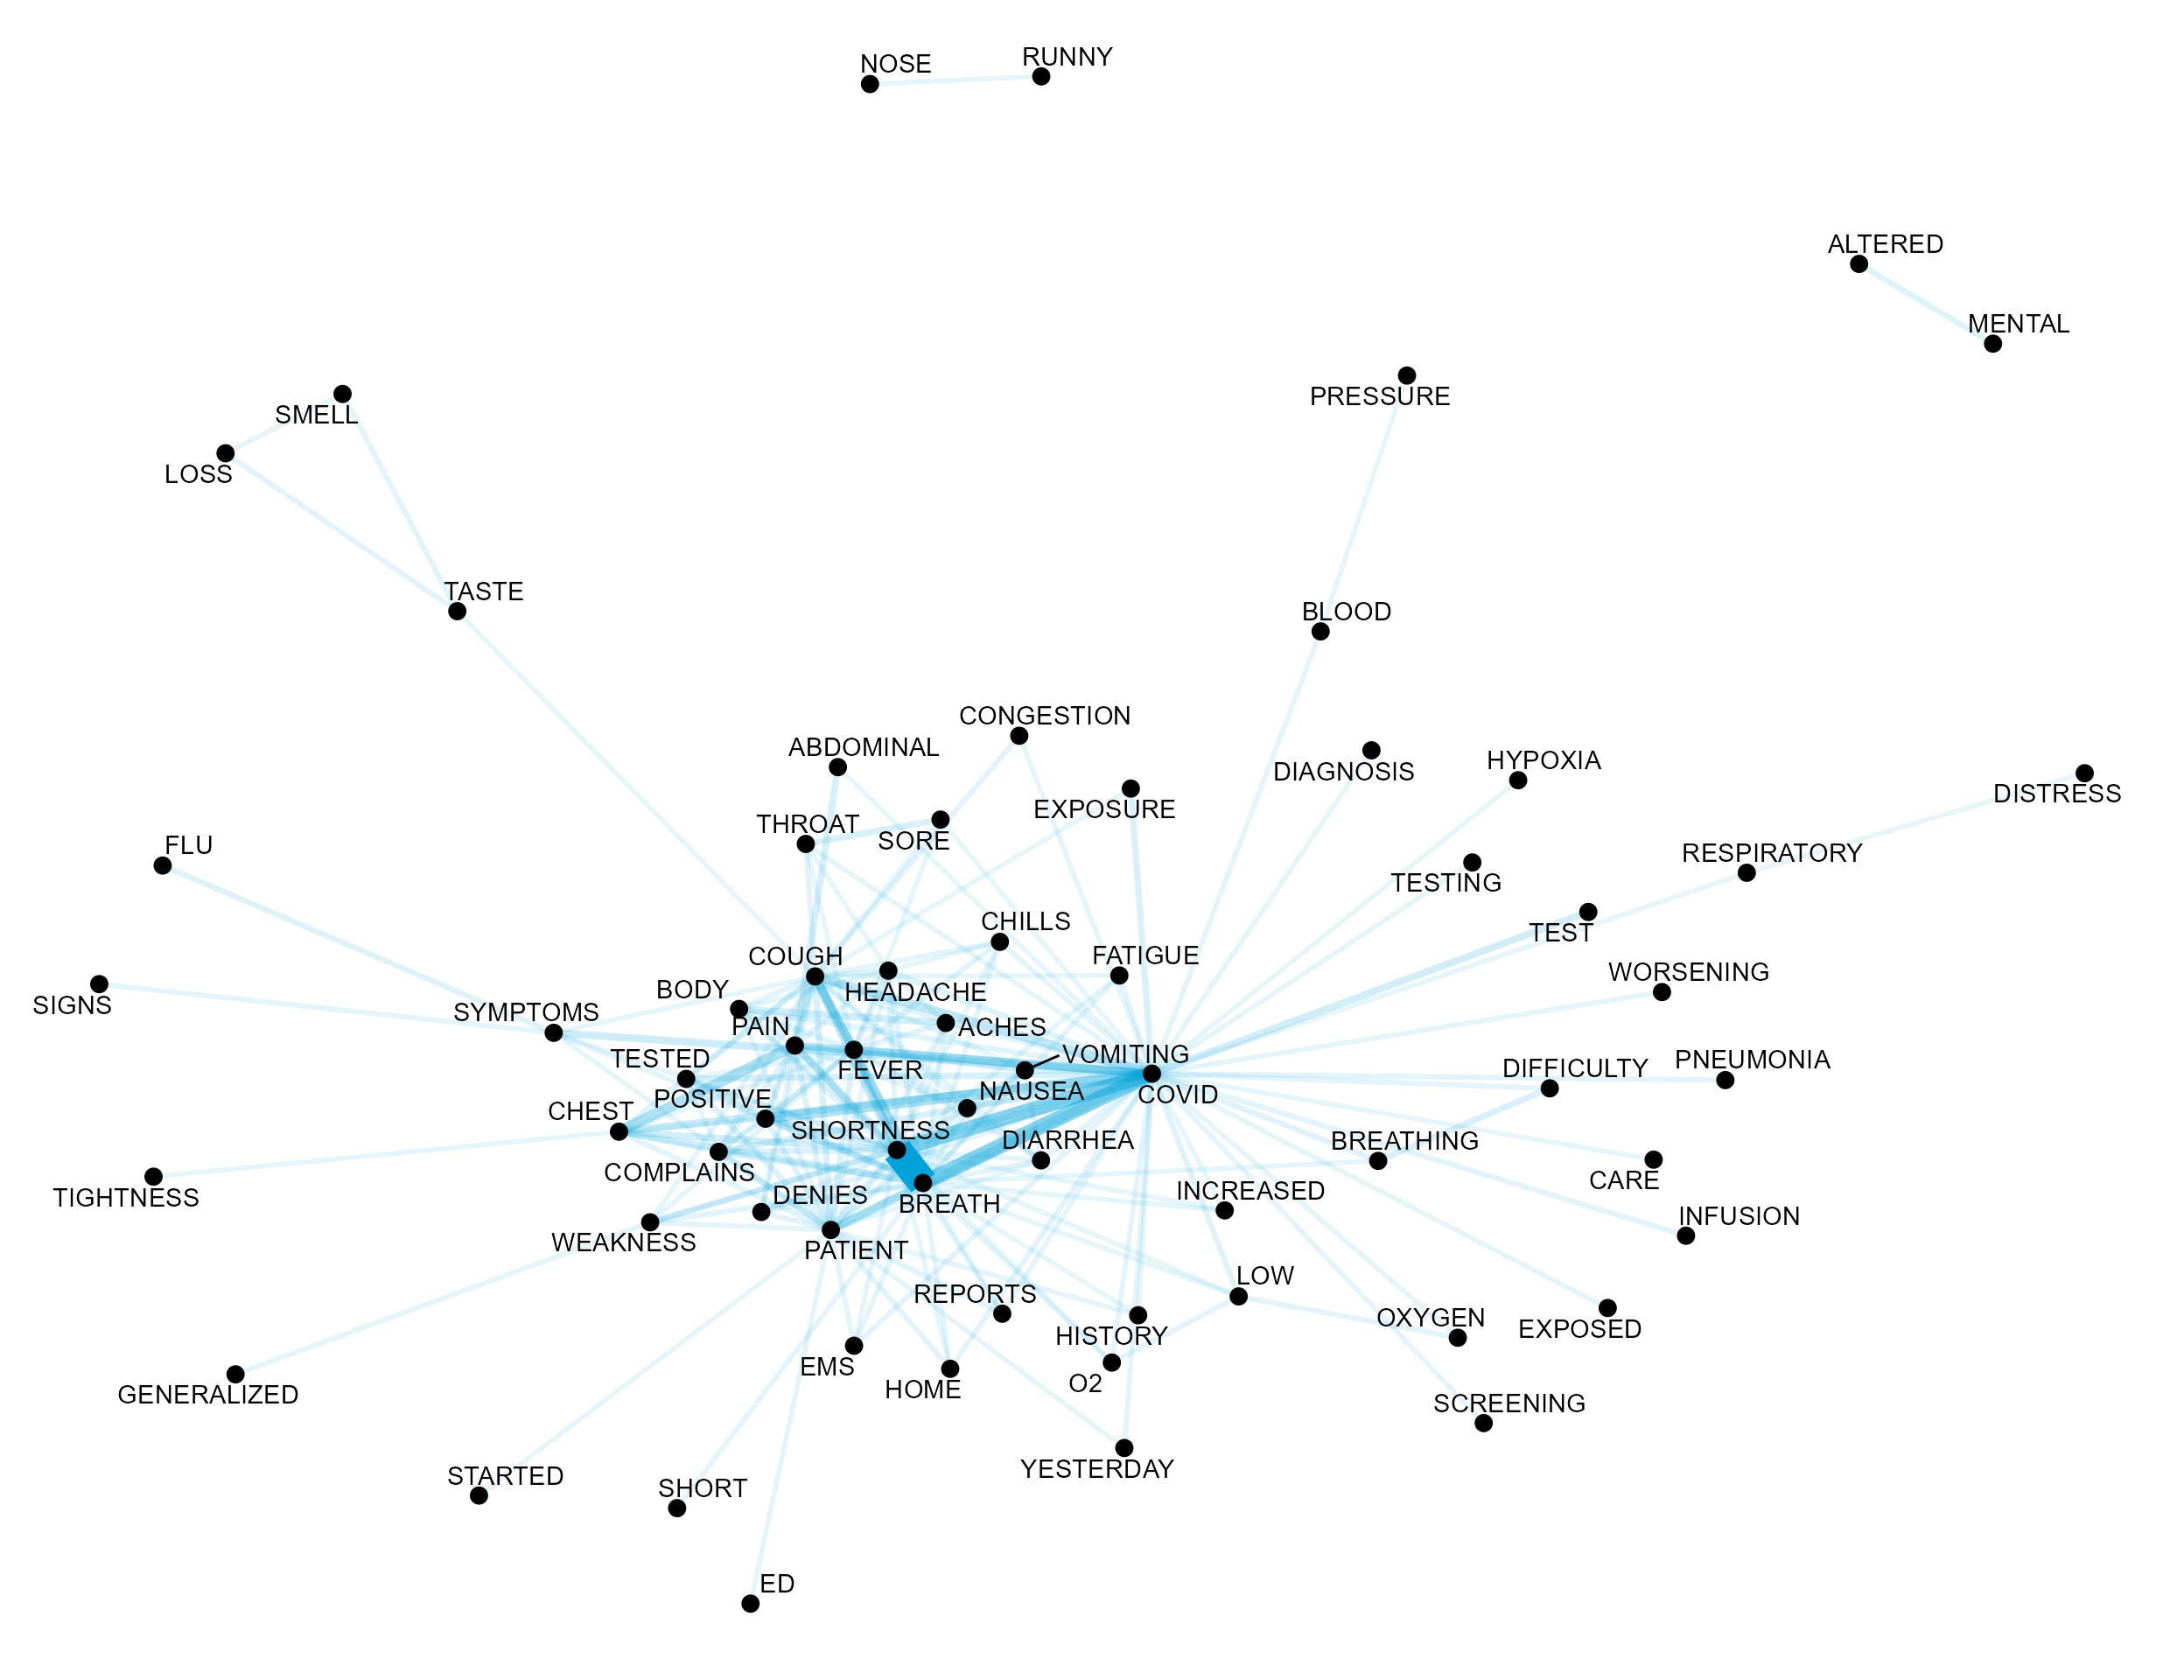 NOSE
RUNNY
ALTERED
MENTAL
PRESSURE
SMELL
LOSS
TASTE
BLOOD
CONGESTION
ABDOMINAL
DIAGNOSIS
HYPOXIA
DISTRESS
EXPOSURE
THROAT
SORE
FLU
RESPIRATORY
TESTING
CHILLS
TEST
COUGH
FATIGUE
WORSENING
BODY
HEADACHE
SIGNS
SYMPTOMS
PAIN
ACHES
TESTED
FEVER
VOMITING
DIFFICULTY
PNEUMONIA
POSITIVE
NAUSEA
COVID
CHEST
SHORTNESS
DIARRHEA
BREATHING
COMPLAINS
CARE
TIGHTNESS
DENIES
BREATH
INCREASED
INFUSION
WEAKNESS
PATIENT
LOW
REPORTS
OXYGEN
EXPOSED
HISTORY
EMS
O2
HOME
GENERALIZED
SCREENING
YESTERDAY
STARTED
SHORT
ED